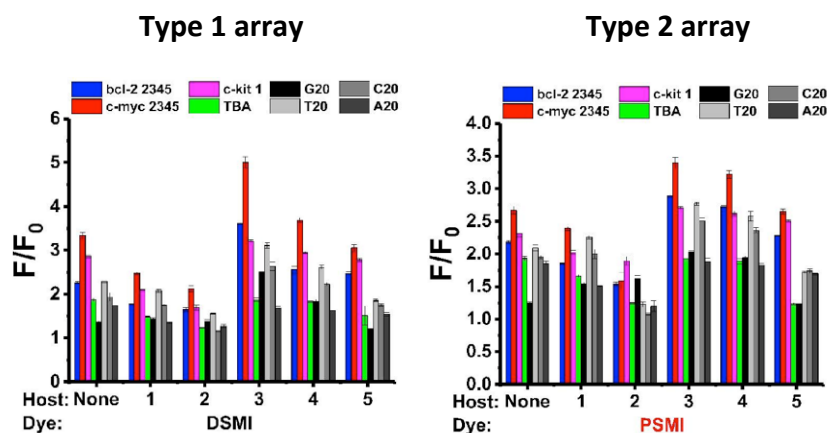 Type 1 array
Type 2 array
bcl-2 2345 c-kit 1 G20 C20
c-myc 2345 TBA T20 A20
6
5
4
3
2
1
0
F/F0
Host: None 1 2 3 4 5
Dye: DSMI
bcl-2 2345 c-kit 1 G20 C20
c-myc 2345 TBA T20 A20
4.0
3.5
3.0
2.5
2.0
1.5
1.0
0.5
0.0
F/F0
Host: None 1 2 3 4 5
Dye: PSMI